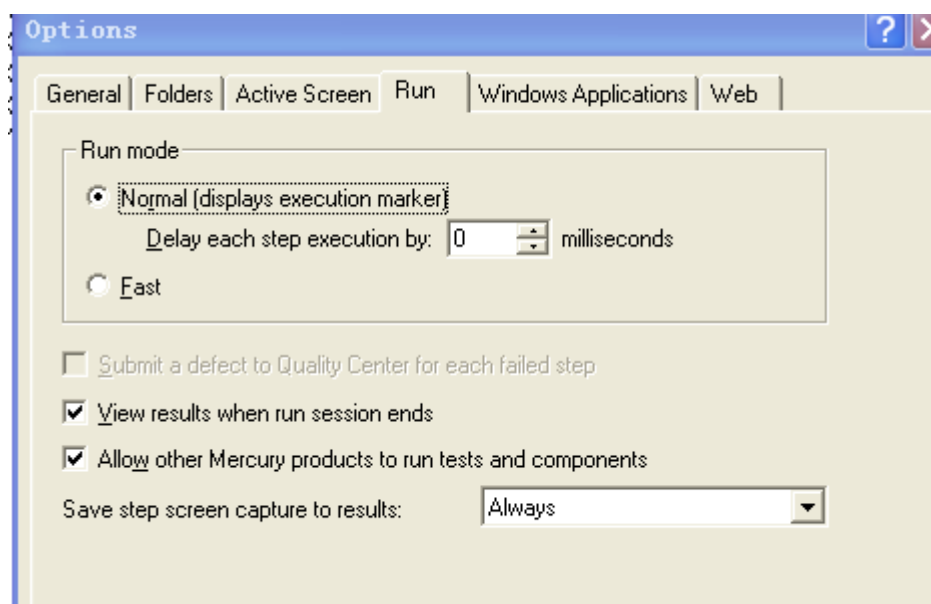 Options
General Folders Active Screen Run Windows Applications Web
Run mode
Normal (displays execution marker)
Delay each step execution by: 0 milliseconds
Fast
Submit a defect to Quality Center for each failed step
View results when run session ends
Allow other Mercury products to run tests and components
Save step screen capture to results: Always